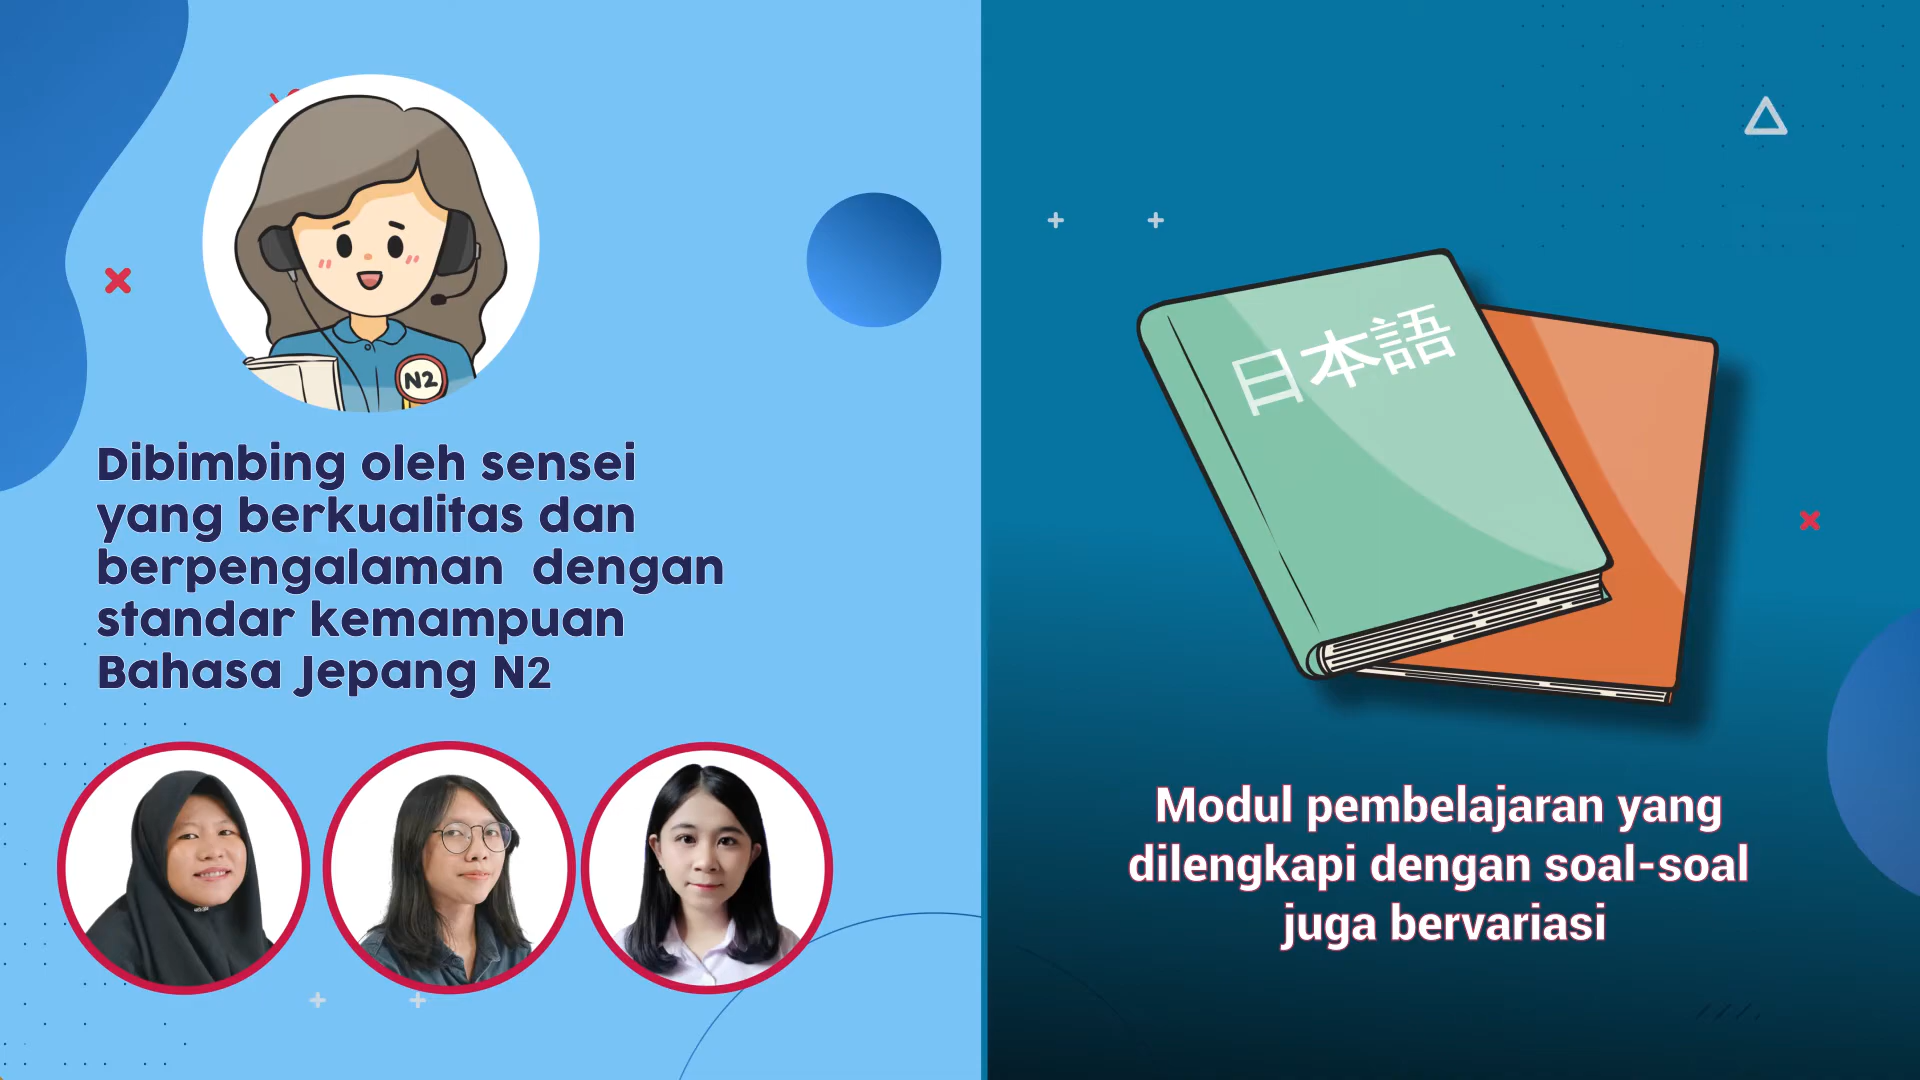 N2
Dibimbing oleh sensei
yang berkualitas dan
berpengalaman dengan
standar kemampuan
Bahasa Jepang N2
日本語
Modul pembelajaran yang
dilengkapi dengan soal-soal
juga bervariasi